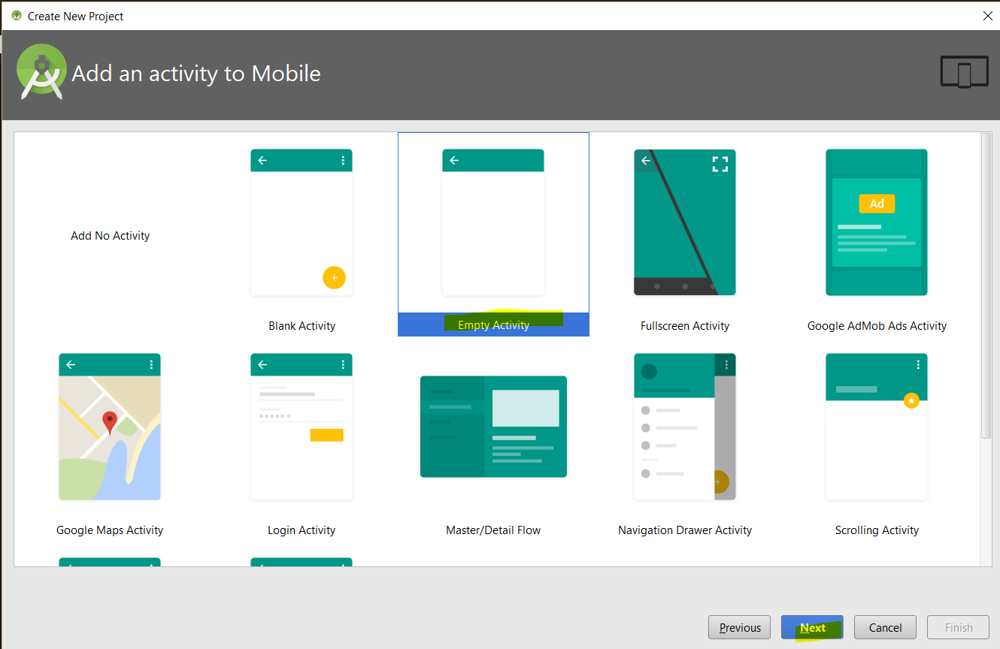 Create New Project
Add an activity to Mobile
Ad
Add No Activity
Blank Activity
Empty Activity
Fullscreen Activity
Google AdMob Ads Activity
Google Maps Activity
Login Activity
Master/Detail Flow
Navigation Drawer Activity
Scrolling Activity
Previous
Next
Cancel
Finish